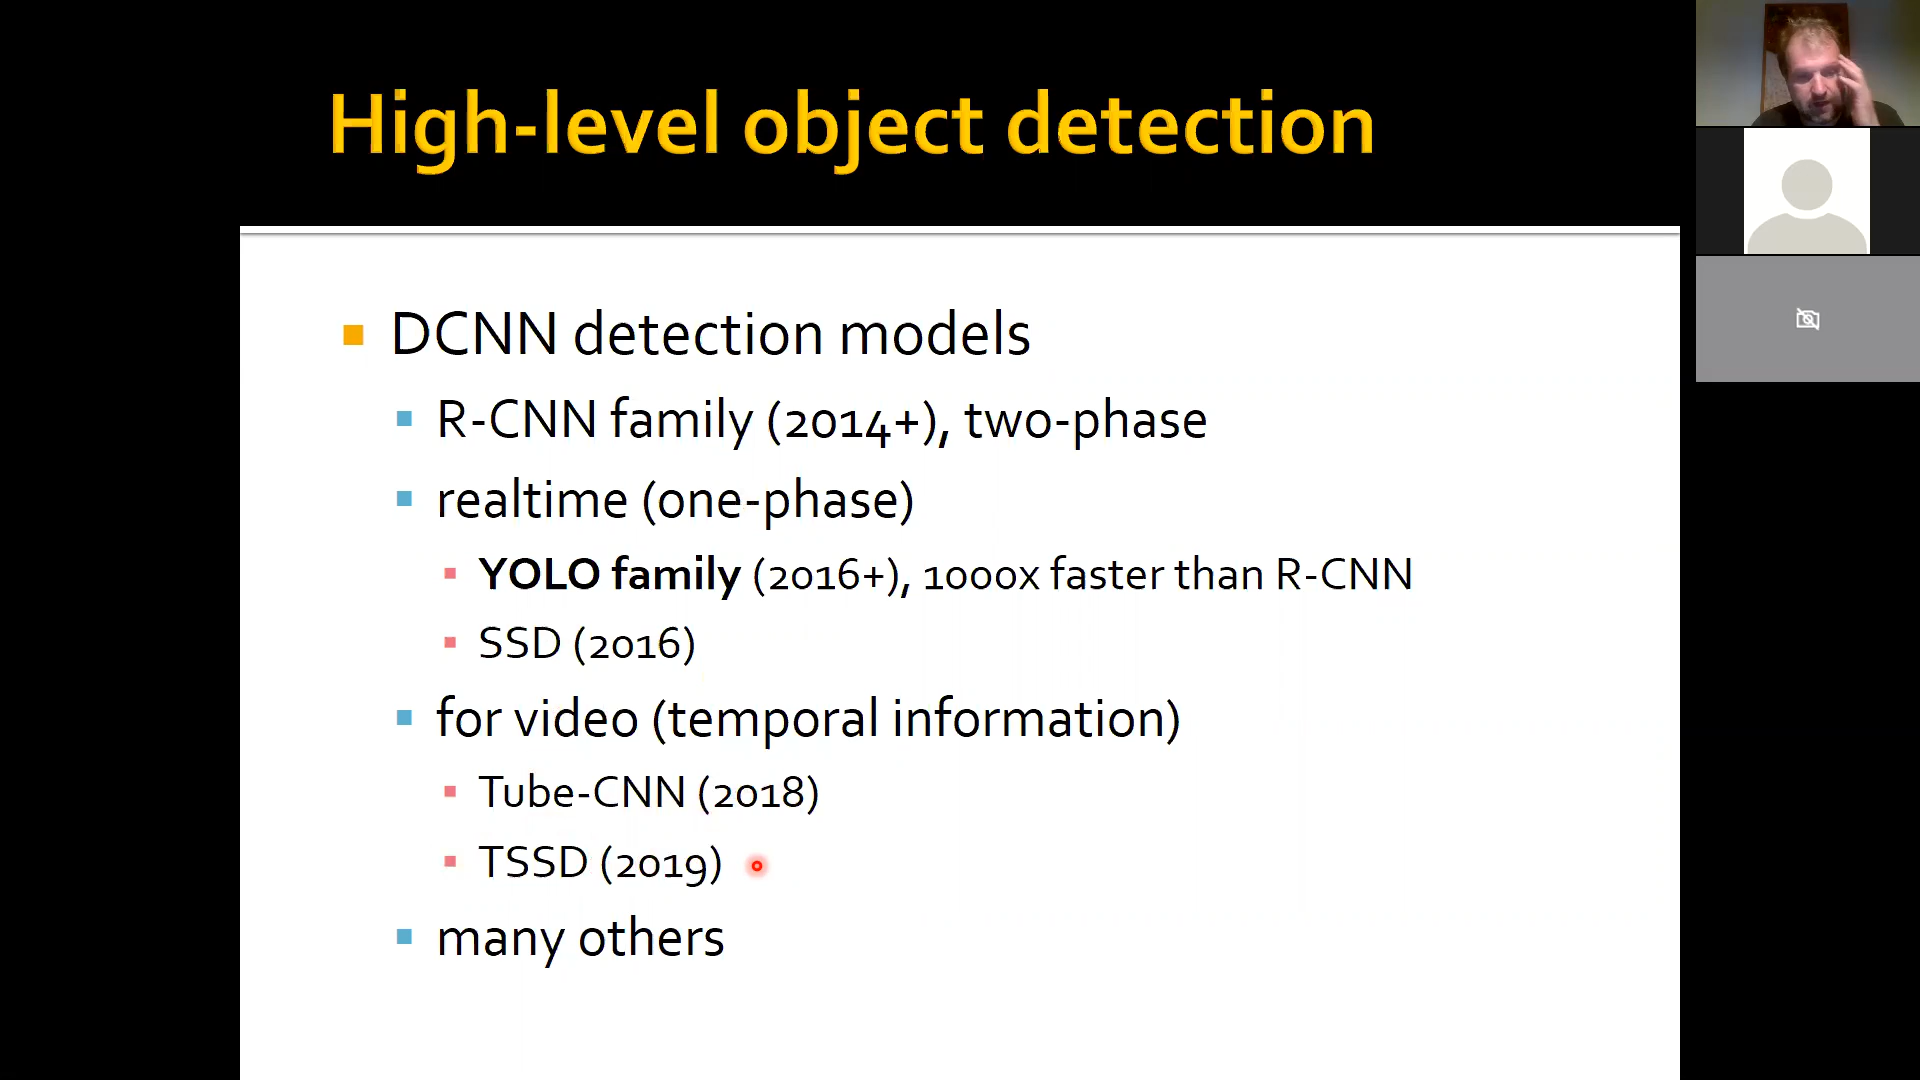 High-level object detection
DCNN detection models
R-CNN family (2014+), two-phase
realtime (one-phase)
YOLO family (2016+), 1000x faster than R-CNN
SSD (2016)
for video (temporal information)
Tube-CNN (2018)
TSSD (2019)
many others